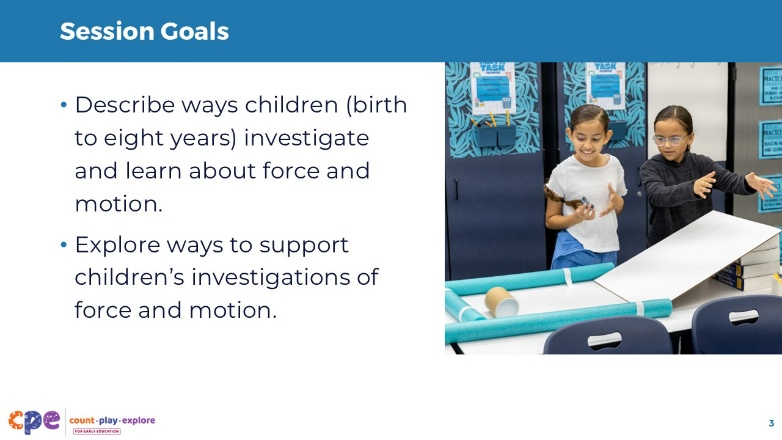 Session Goals
• Describe ways children (birth
to eight years) investigate
and learn about force and
motion.
• Explore ways to support
children’s investigations of
force and motion.
TASK
cpe
count·play·explore
FOR EARLY EDUCATION
3